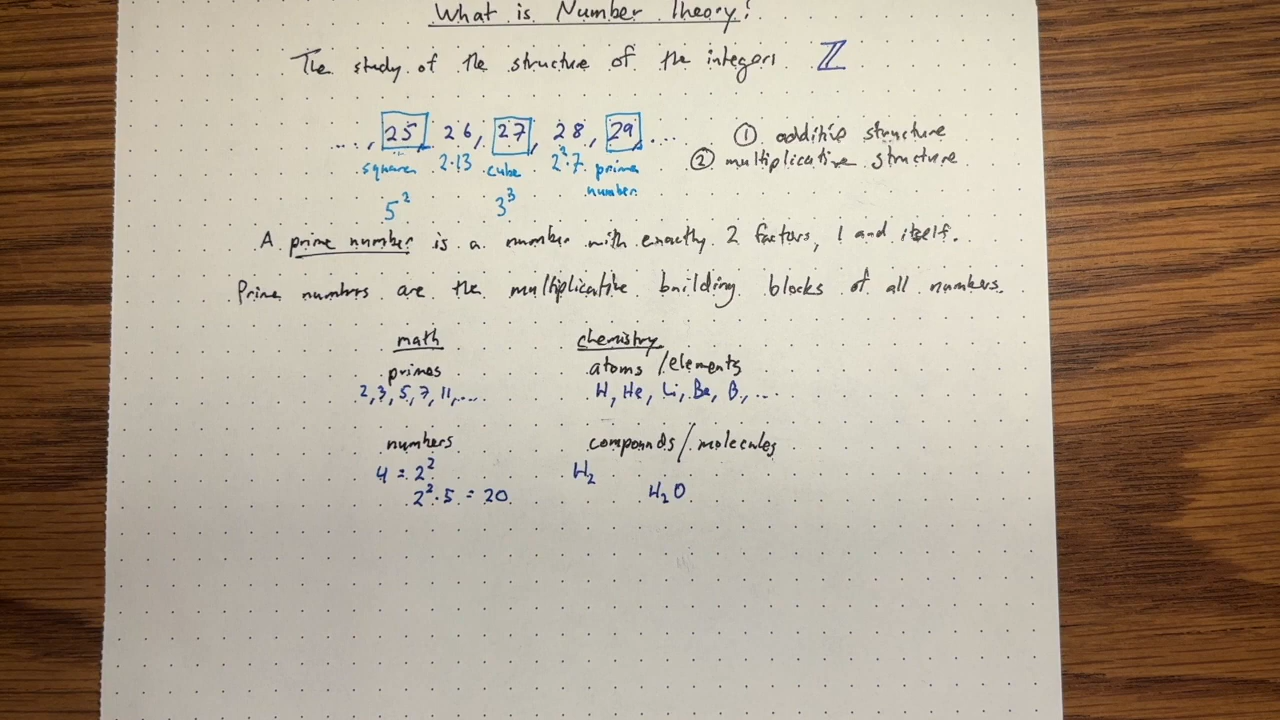 What is Number Theory?
The study of the structure of the integers ℤ
..., 25, 26, 27, 28, 29, ...
① additive structure
② multiplicative structure
square 2·13 cube 2²·7 prime number
5² 3³
A prime number is a number with exactly 2 factors, 1 and itself.
Prime numbers are the multiplicative building blocks of all numbers.
math chemistry
primes atoms/elements
2, 3, 5, 7, 11, ... H, He, Li, Be, B, ...
numbers compounds/molecules
4 = 2² H₂
2²·5 = 20 H₂O